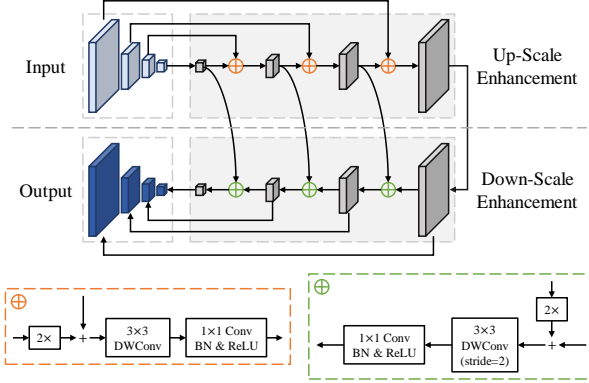 Input
Up-Scale
Enhancement
Output
Down-Scale
Enhancement
2×
+
3×3
DWConv
1×1 Conv
BN & ReLU
1×1 Conv
BN & ReLU
3×3
DWConv
(stride=2)
2×
+